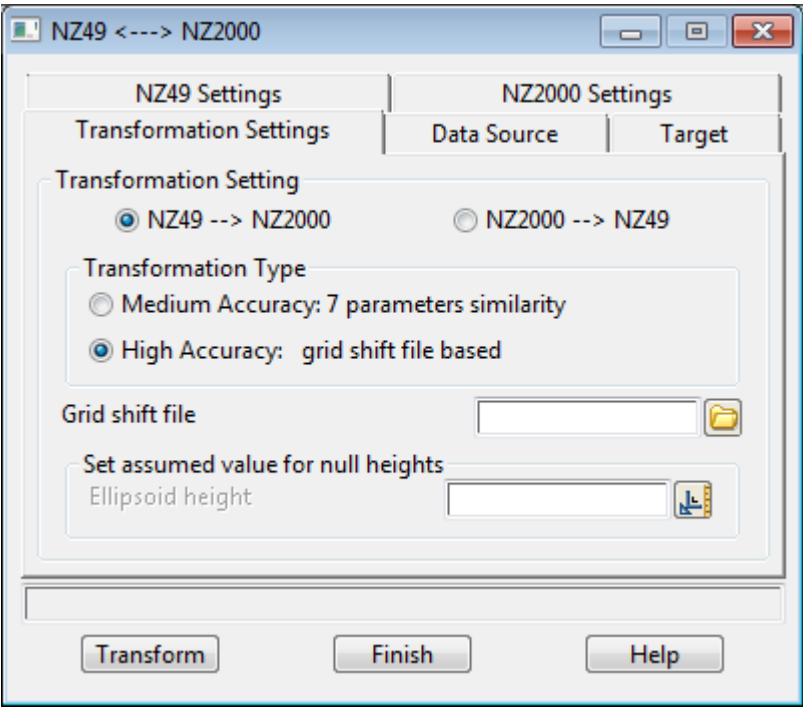 NZ49 <---> NZ2000
NZ49 Settings NZ2000 Settings
Transformation Settings Data Source Target
Transformation Setting
NZ49 --> NZ2000 NZ2000 --> NZ49
Transformation Type
Medium Accuracy: 7 parameters similarity
High Accuracy: grid shift file based
Grid shift file
Set assumed value for null heights
Ellipsoid height
Transform Finish Help